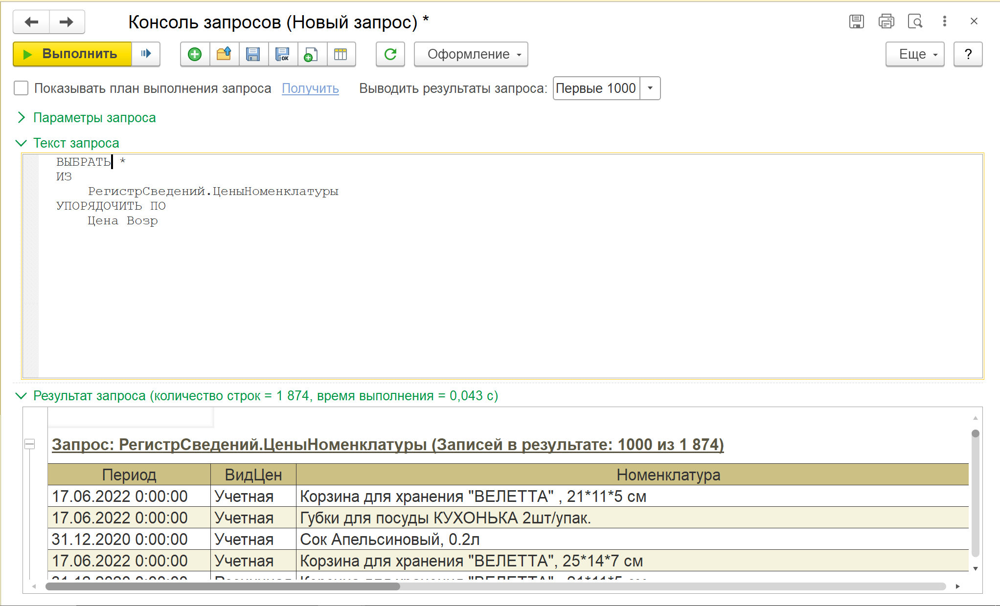 Консоль запросов (Новый запрос) *
Выполнить
ОК
Оформление
Еще
?
Показывать план выполнения запроса Получить Выводить результаты запроса: Первые 1000
Параметры запроса
Текст запроса
ВЫБРАТЬ *
ИЗ
РегистрСведений.ЦеныНоменклатуры
УПОРЯДОЧИТЬ ПО
Цена Возр
Результат запроса (количество строк = 1 874, время выполнения = 0,043 с)
Запрос: РегистрСведений.ЦеныНоменклатуры (Записей в результате: 1000 из 1 874)
Период ВидЦен Номенклатура
17.06.2022 0:00:00 Учетная Корзина для хранения "ВЕЛЕТТА" , 21*11*5 см
17.06.2022 0:00:00 Учетная Губки для посуды КУХОНЬКА 2шт/упак.
31.12.2020 0:00:00 Учетная Сок Апельсиновый, 0.2л
17.06.2022 0:00:00 Учетная Корзина для хранения "ВЕЛЕТТА", 25*14*7 см